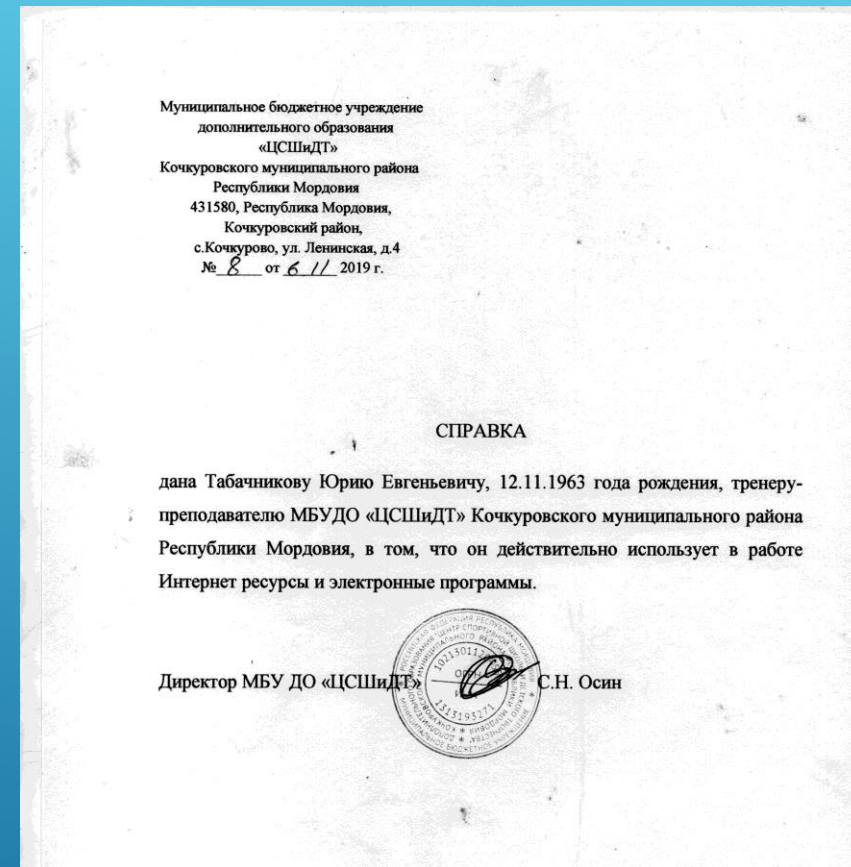 Муниципальное бюджетное учреждение
дополнительного образования
«ЦСШиДТ»
Кочкуровского муниципального района
Республики Мордовия
431580, Республика Мордовия,
Кочкуровский район,
с.Кочкурово, ул. Ленинская, д.4
№ 8 от 6 11 2019 г.
СПРАВКА
дана Табачникову Юрию Евгеньевичу, 12.11.1963 года рождения, тренеру-
преподавателю МБУДО «ЦСШиДТ» Кочкуровского муниципального района
Республики Мордовия, в том, что он действительно использует в работе
Интернет ресурсы и электронные программы.
Директор МБУ ДО «ЦСШиДТ» С.Н. Осин